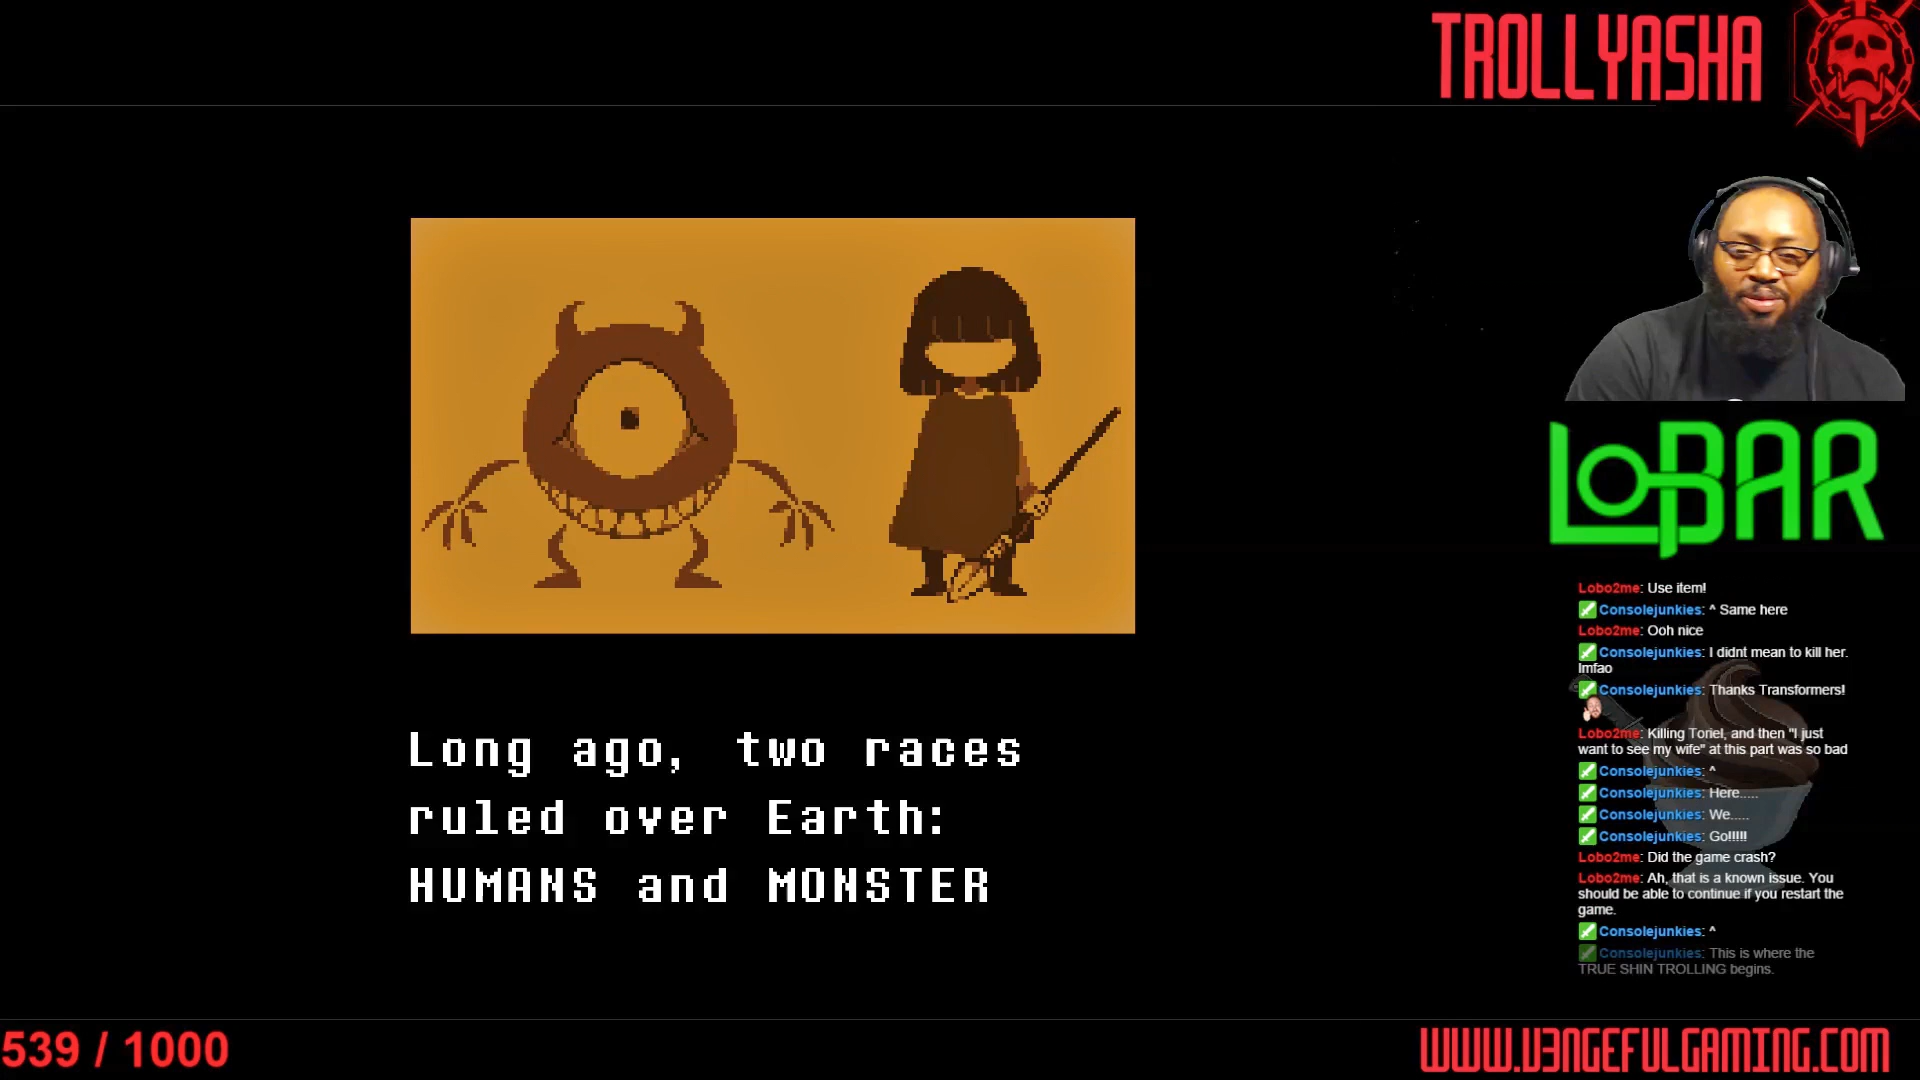 TROLLYASHA
Long ago, two races
ruled over Earth:
HUMANS and MONSTER
LOBAR
Lobo2me: Use item!
Consolejunkies: ^ Same here
Lobo2me: Ooh nice
Consolejunkies: I didnt mean to kill her.
lmfao
Consolejunkies: Thanks Transformers!
Lobo2me: Killing Toriel, and then "I just
want to see my wife" at this part was so bad
Consolejunkies: ^
Consolejunkies: Here.....
Consolejunkies: We.....
Consolejunkies: Go!!!!!
Lobo2me: Did the game crash?
Lobo2me: Ah, that is a known issue. You
should be able to continue if you restart the
game.
Consolejunkies: ^
Consolejunkies: This is where the
TRUE SHIN TROLLING begins.
539 / 1000
WWW.V3NGEFULGAMING.COM